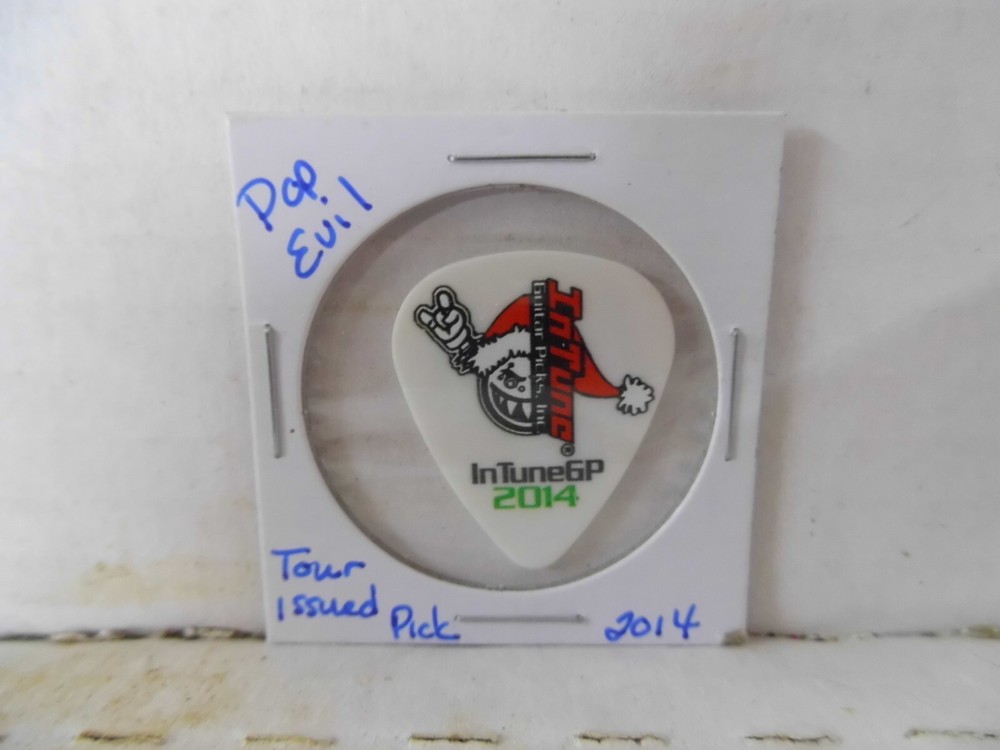 Pop.
Evil
InTune®
Guitar Picks, Inc
InTuneGP
2014
Tour
issued
Pick
2014